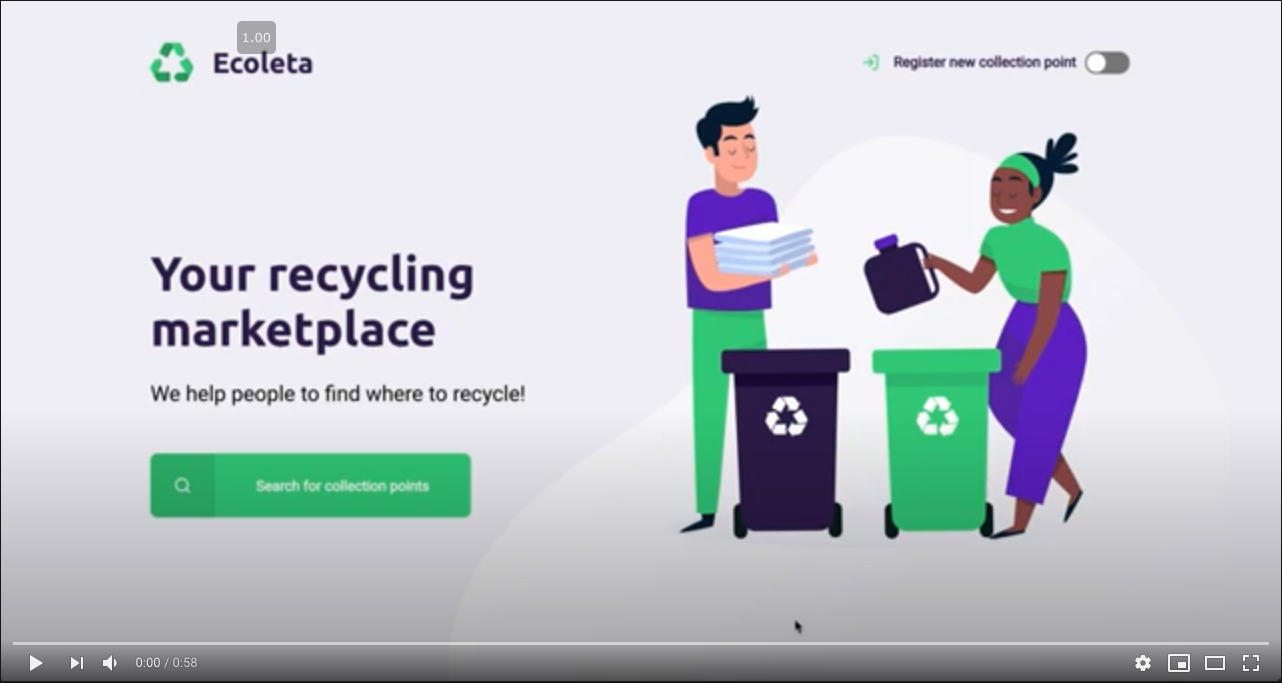 1.00
Ecoleta
Register new collection point
Your recycling
marketplace
We help people to find where to recycle!
Search for collection points
0:00 / 0:58